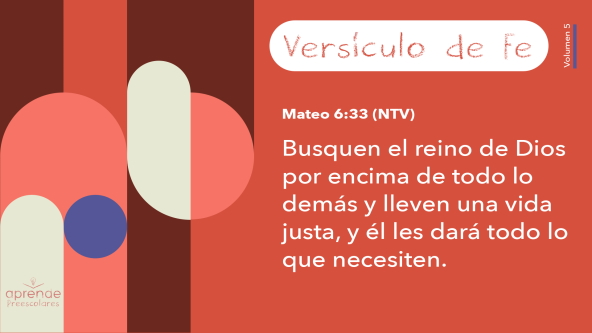 Versículo de Fe
Volumen 5
Mateo 6:33 (NTV)
Busquen el reino de Dios
por encima de todo lo
demás y lleven una vida
justa, y él les dará todo lo
que necesiten.
aprende
Preescolares